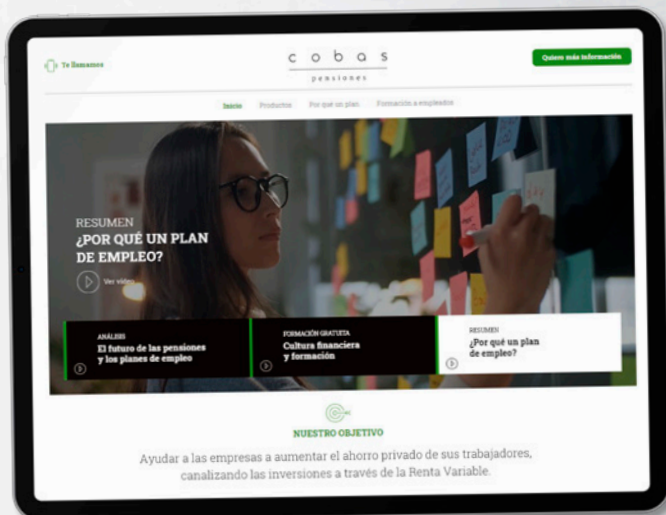 Te llamamos
cobas
pensiones
Quiero más información
Inicio Productos Por qué un plan Formación a empleados
RESUMEN
¿POR QUÉ UN PLAN
DE EMPLEO?
Ver vídeo
ANÁLISIS
El futuro de las pensiones
y los planes de empleo
FORMACIÓN GRATUITA
Cultura financiera
y formación
RESUMEN
¿Por qué un plan
de empleo?
NUESTRO OBJETIVO
Ayudar a las empresas a aumentar el ahorro privado de sus trabajadores,
canalizando las inversiones a través de la Renta Variable.